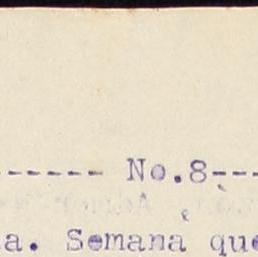 ------ No.8---
a. Semana que